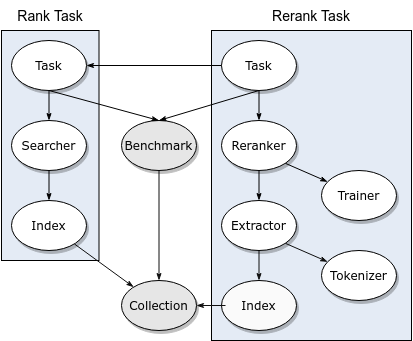 Rank Task
Rerank Task
Task
Task
Searcher
Benchmark
Reranker
Trainer
Index
Extractor
Tokenizer
Collection
Index